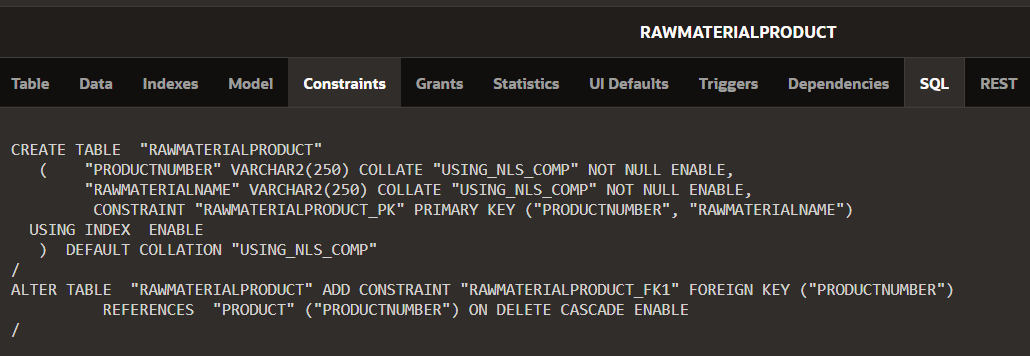 RAWMATERIALPRODUCT
Table Data Indexes Model Constraints Grants Statistics UI Defaults Triggers Dependencies SQL REST
CREATE TABLE "RAWMATERIALPRODUCT"
( "PRODUCTNUMBER" VARCHAR2(250) COLLATE "USING_NLS_COMP" NOT NULL ENABLE,
"RAWMATERIALNAME" VARCHAR2(250) COLLATE "USING_NLS_COMP" NOT NULL ENABLE,
CONSTRAINT "RAWMATERIALPRODUCT_PK" PRIMARY KEY ("PRODUCTNUMBER", "RAWMATERIALNAME")
USING INDEX ENABLE
) DEFAULT COLLATION "USING_NLS_COMP"
/
ALTER TABLE "RAWMATERIALPRODUCT" ADD CONSTRAINT "RAWMATERIALPRODUCT_FK1" FOREIGN KEY ("PRODUCTNUMBER")
REFERENCES "PRODUCT" ("PRODUCTNUMBER") ON DELETE CASCADE ENABLE
/